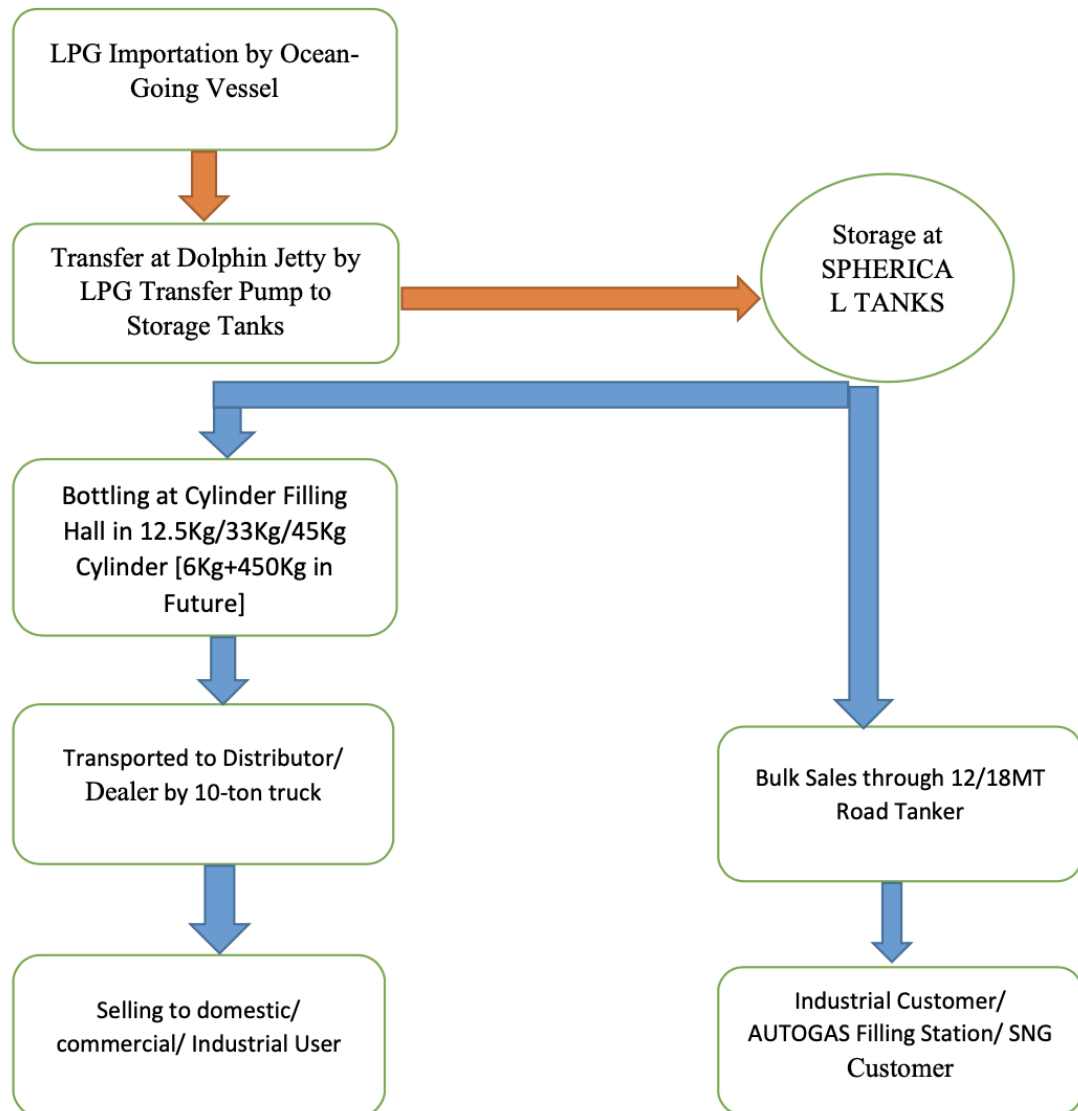 LPG Importation by Ocean-
Going Vessel
Transfer at Dolphin Jetty by
LPG Transfer Pump to
Storage Tanks
Storage at
SPHERICA
L TANKS
Bottling at Cylinder Filling
Hall in 12.5Kg/33Kg/45Kg
Cylinder [6Kg+450Kg in
Future]
Transported to Distributor/
Dealer by 10-ton truck
Selling to domestic/
commercial/ Industrial User
Bulk Sales through 12/18MT
Road Tanker
Industrial Customer/
AUTOGAS Filling Station/ SNG
Customer